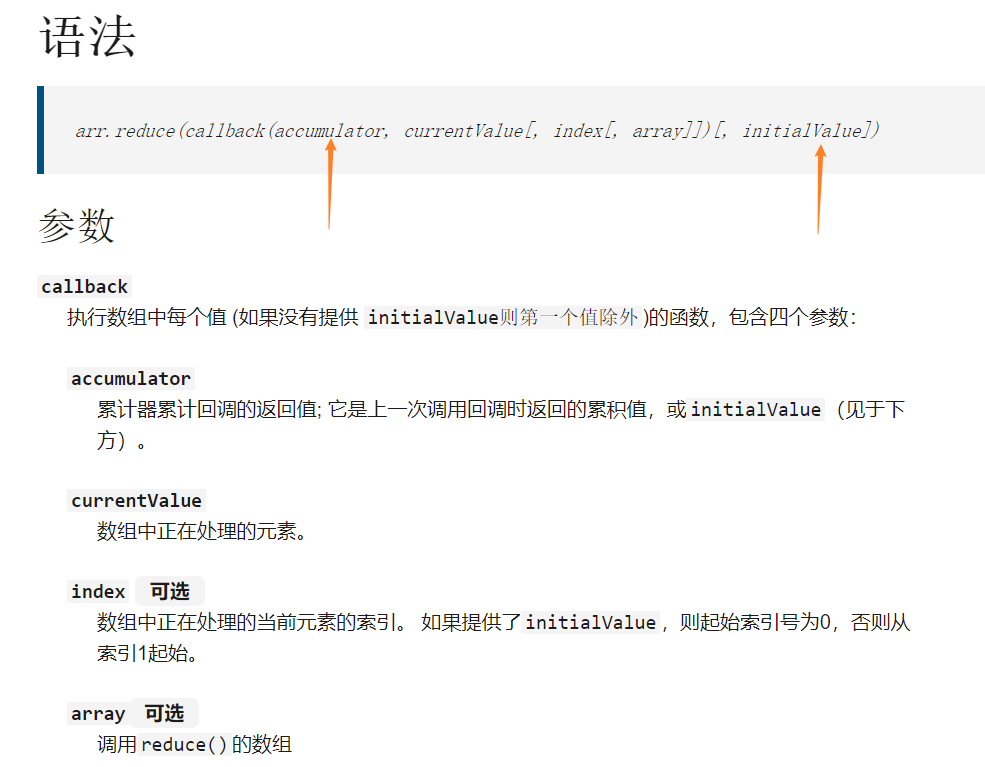 语法
arr.reduce(callback(accumulator, currentValue[, index[, array]])[, initialValue])
参数
callback
执行数组中每个值 (如果没有提供 initialValue则第一个值除外)的函数，包含四个参数：
accumulator
累计器累计回调的返回值; 它是上一次调用回调时返回的累积值，或initialValue（见于下
方）。
currentValue
数组中正在处理的元素。
index 可选
数组中正在处理的当前元素的索引。 如果提供了initialValue，则起始索引号为0，否则从
索引1起始。
array 可选
调用reduce()的数组